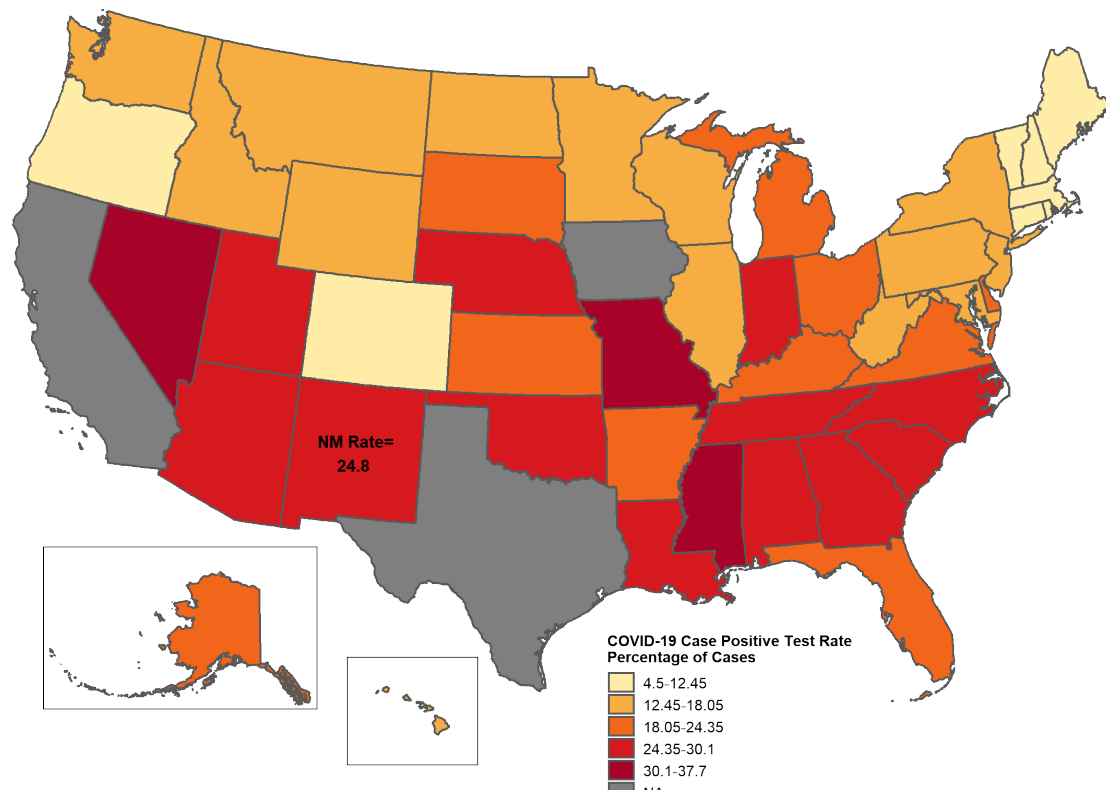 NM Rate=
24.8
COVID-19 Case Positive Test Rate
Percentage of Cases
4.5-12.45
12.45-18.05
18.05-24.35
24.35-30.1
30.1-37.7